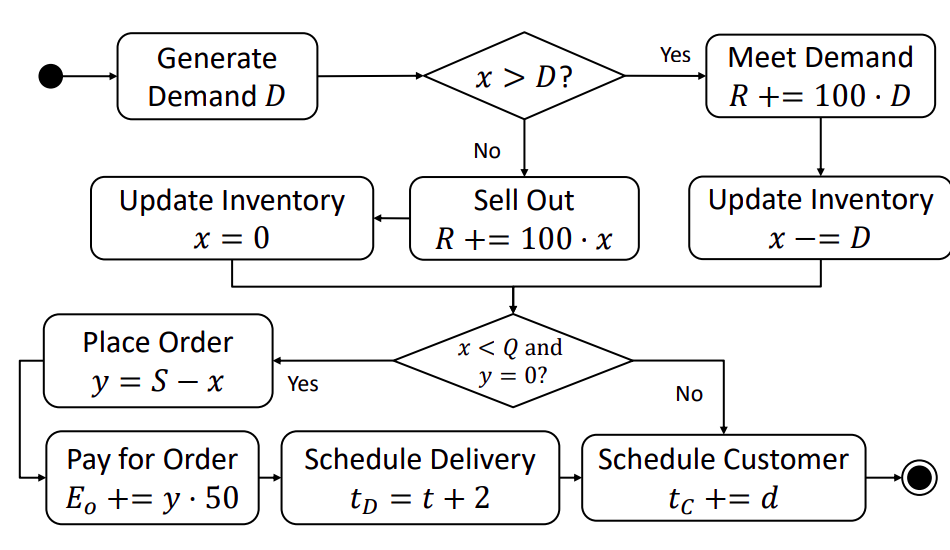 Generate
Demand D
x > D?
Yes
Meet Demand
R += 100 · D
No
Update Inventory
x = 0
Sell Out
R += 100 · x
Update Inventory
x −= D
Place Order
y = S − x
Yes
x < Q and
y = 0?
No
Pay for Order
Eₒ += y · 50
Schedule Delivery
t_D = t + 2
Schedule Customer
t_C += d